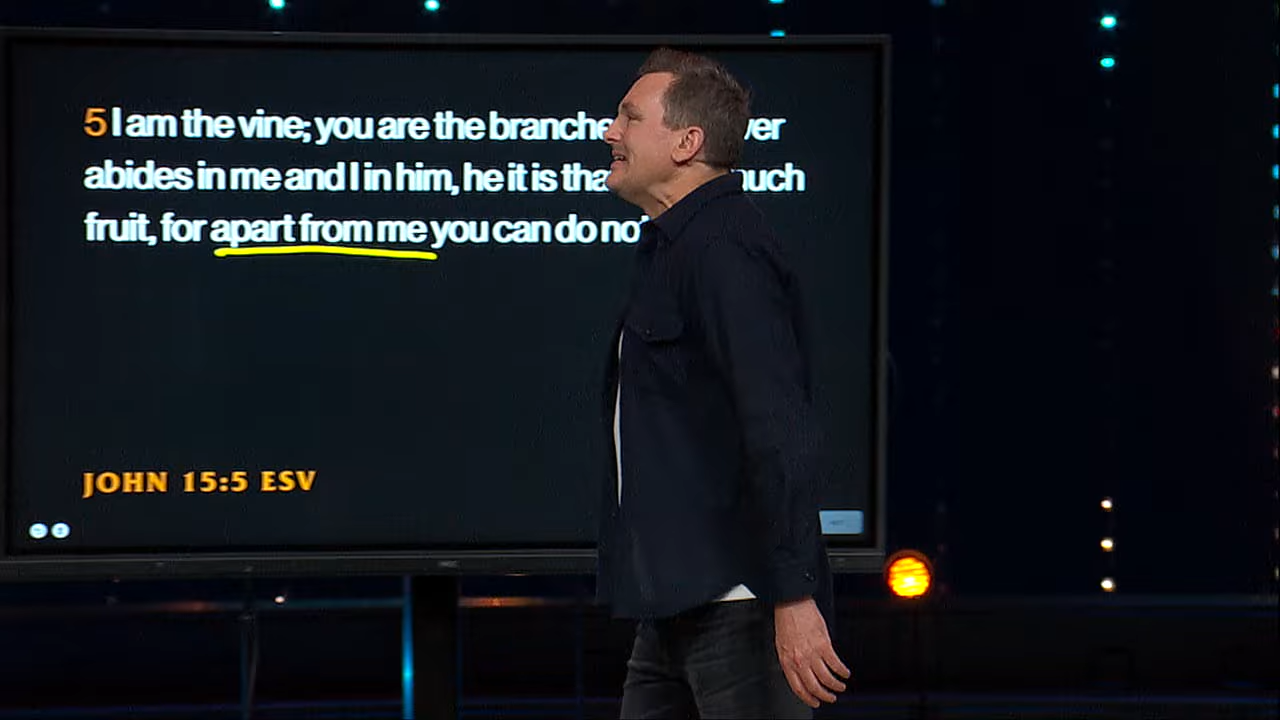 5 I am the vine; you are the branche ver
abides in me and I in him, he it is tha uch
fruit, for apart from me you can do not
JOHN 15:5 ESV